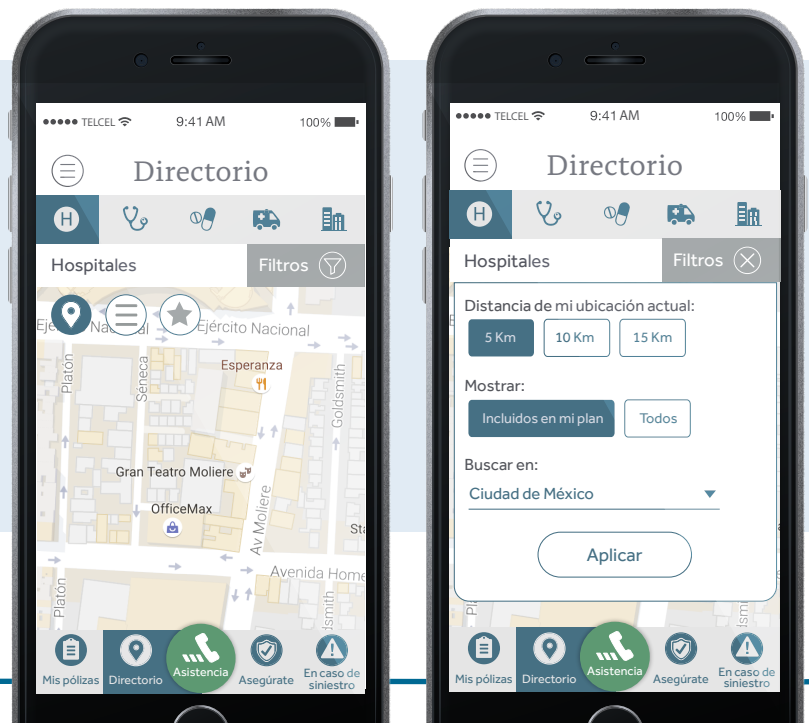 TELCEL 9:41 AM 100%
Directorio
H
Hospitales Filtros
Ejército Nacional
Platón
Séneca
Esperanza
Goldsmith
Gran Teatro Moliere
OfficeMax
Av Moliere
Avenida Home
Platón
Mis pólizas Directorio Asistencia Asegúrate En caso de siniestro
TELCEL 9:41 AM 100%
Directorio
H
Hospitales Filtros
Distancia de mi ubicación actual:
5 Km 10 Km 15 Km
Mostrar:
Incluidos en mi plan Todos
Buscar en:
Ciudad de México
Aplicar
Mis pólizas Directorio Asistencia Asegúrate En caso de siniestro